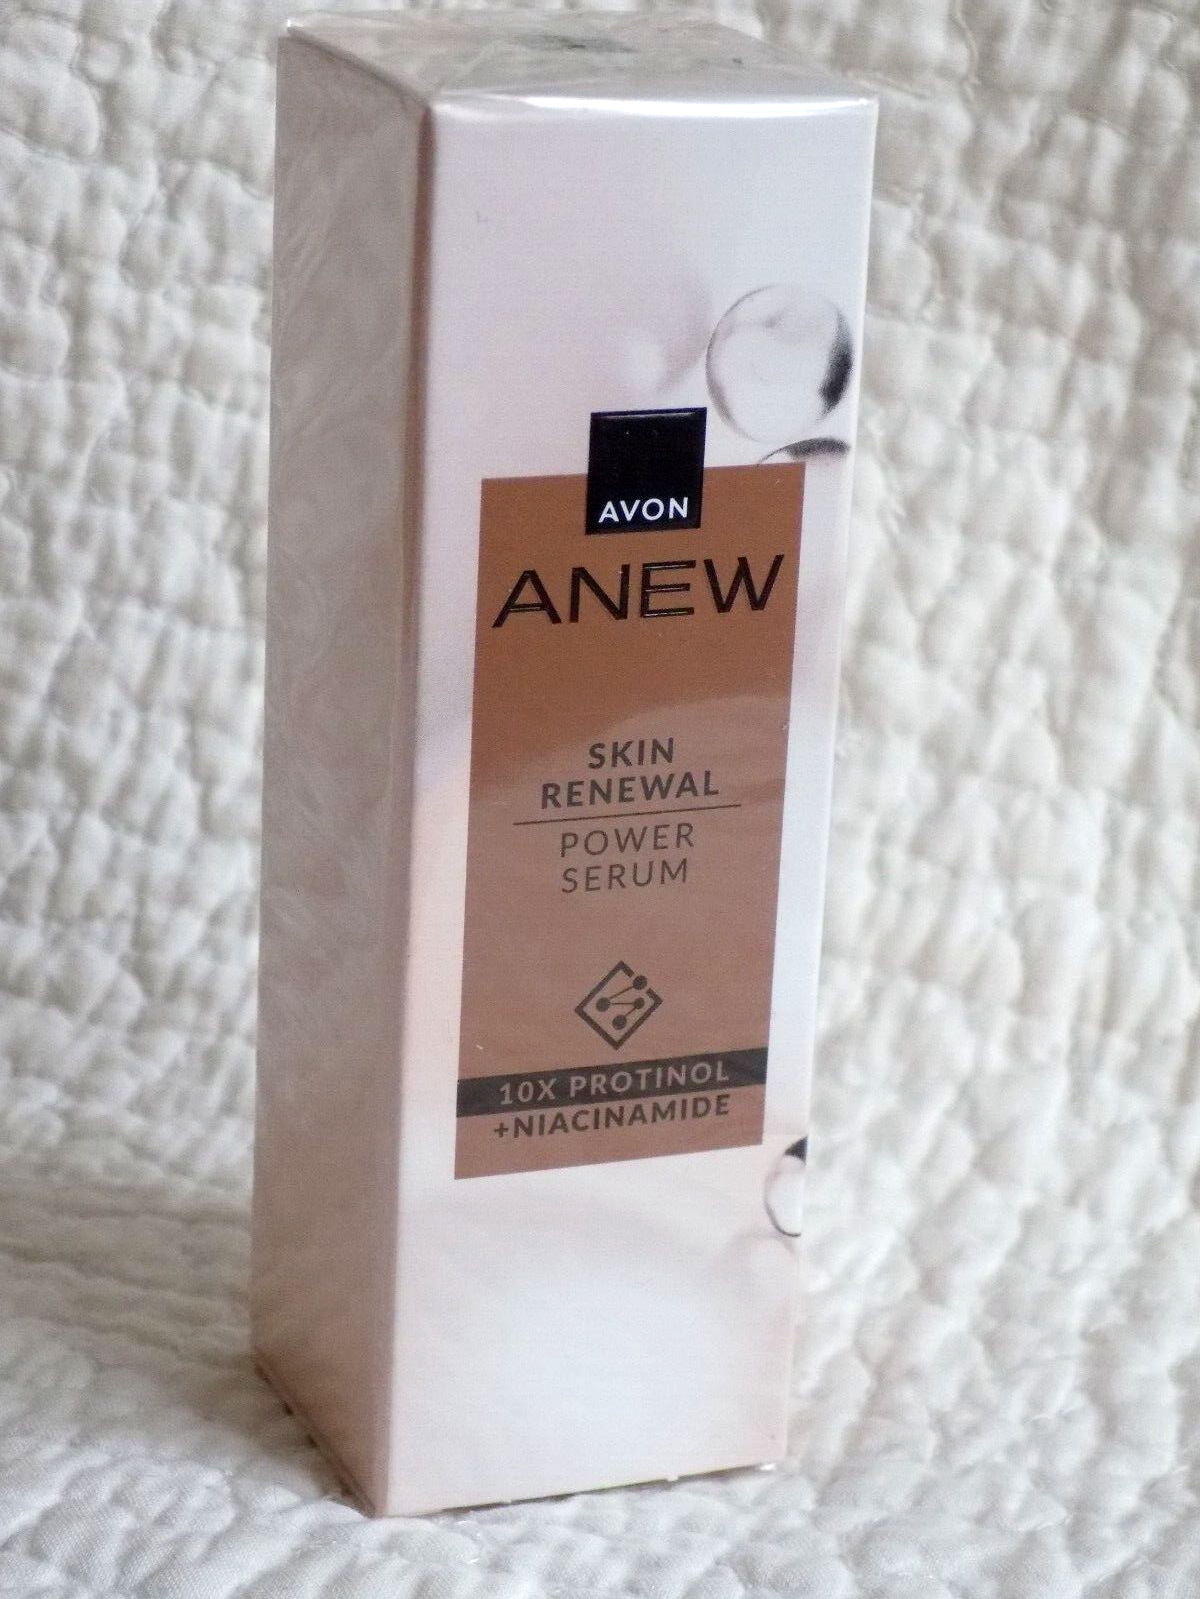 AVON
ANEW
SKIN
RENEWAL
POWER
SERUM
10X PROTINOL
+NIACINAMIDE